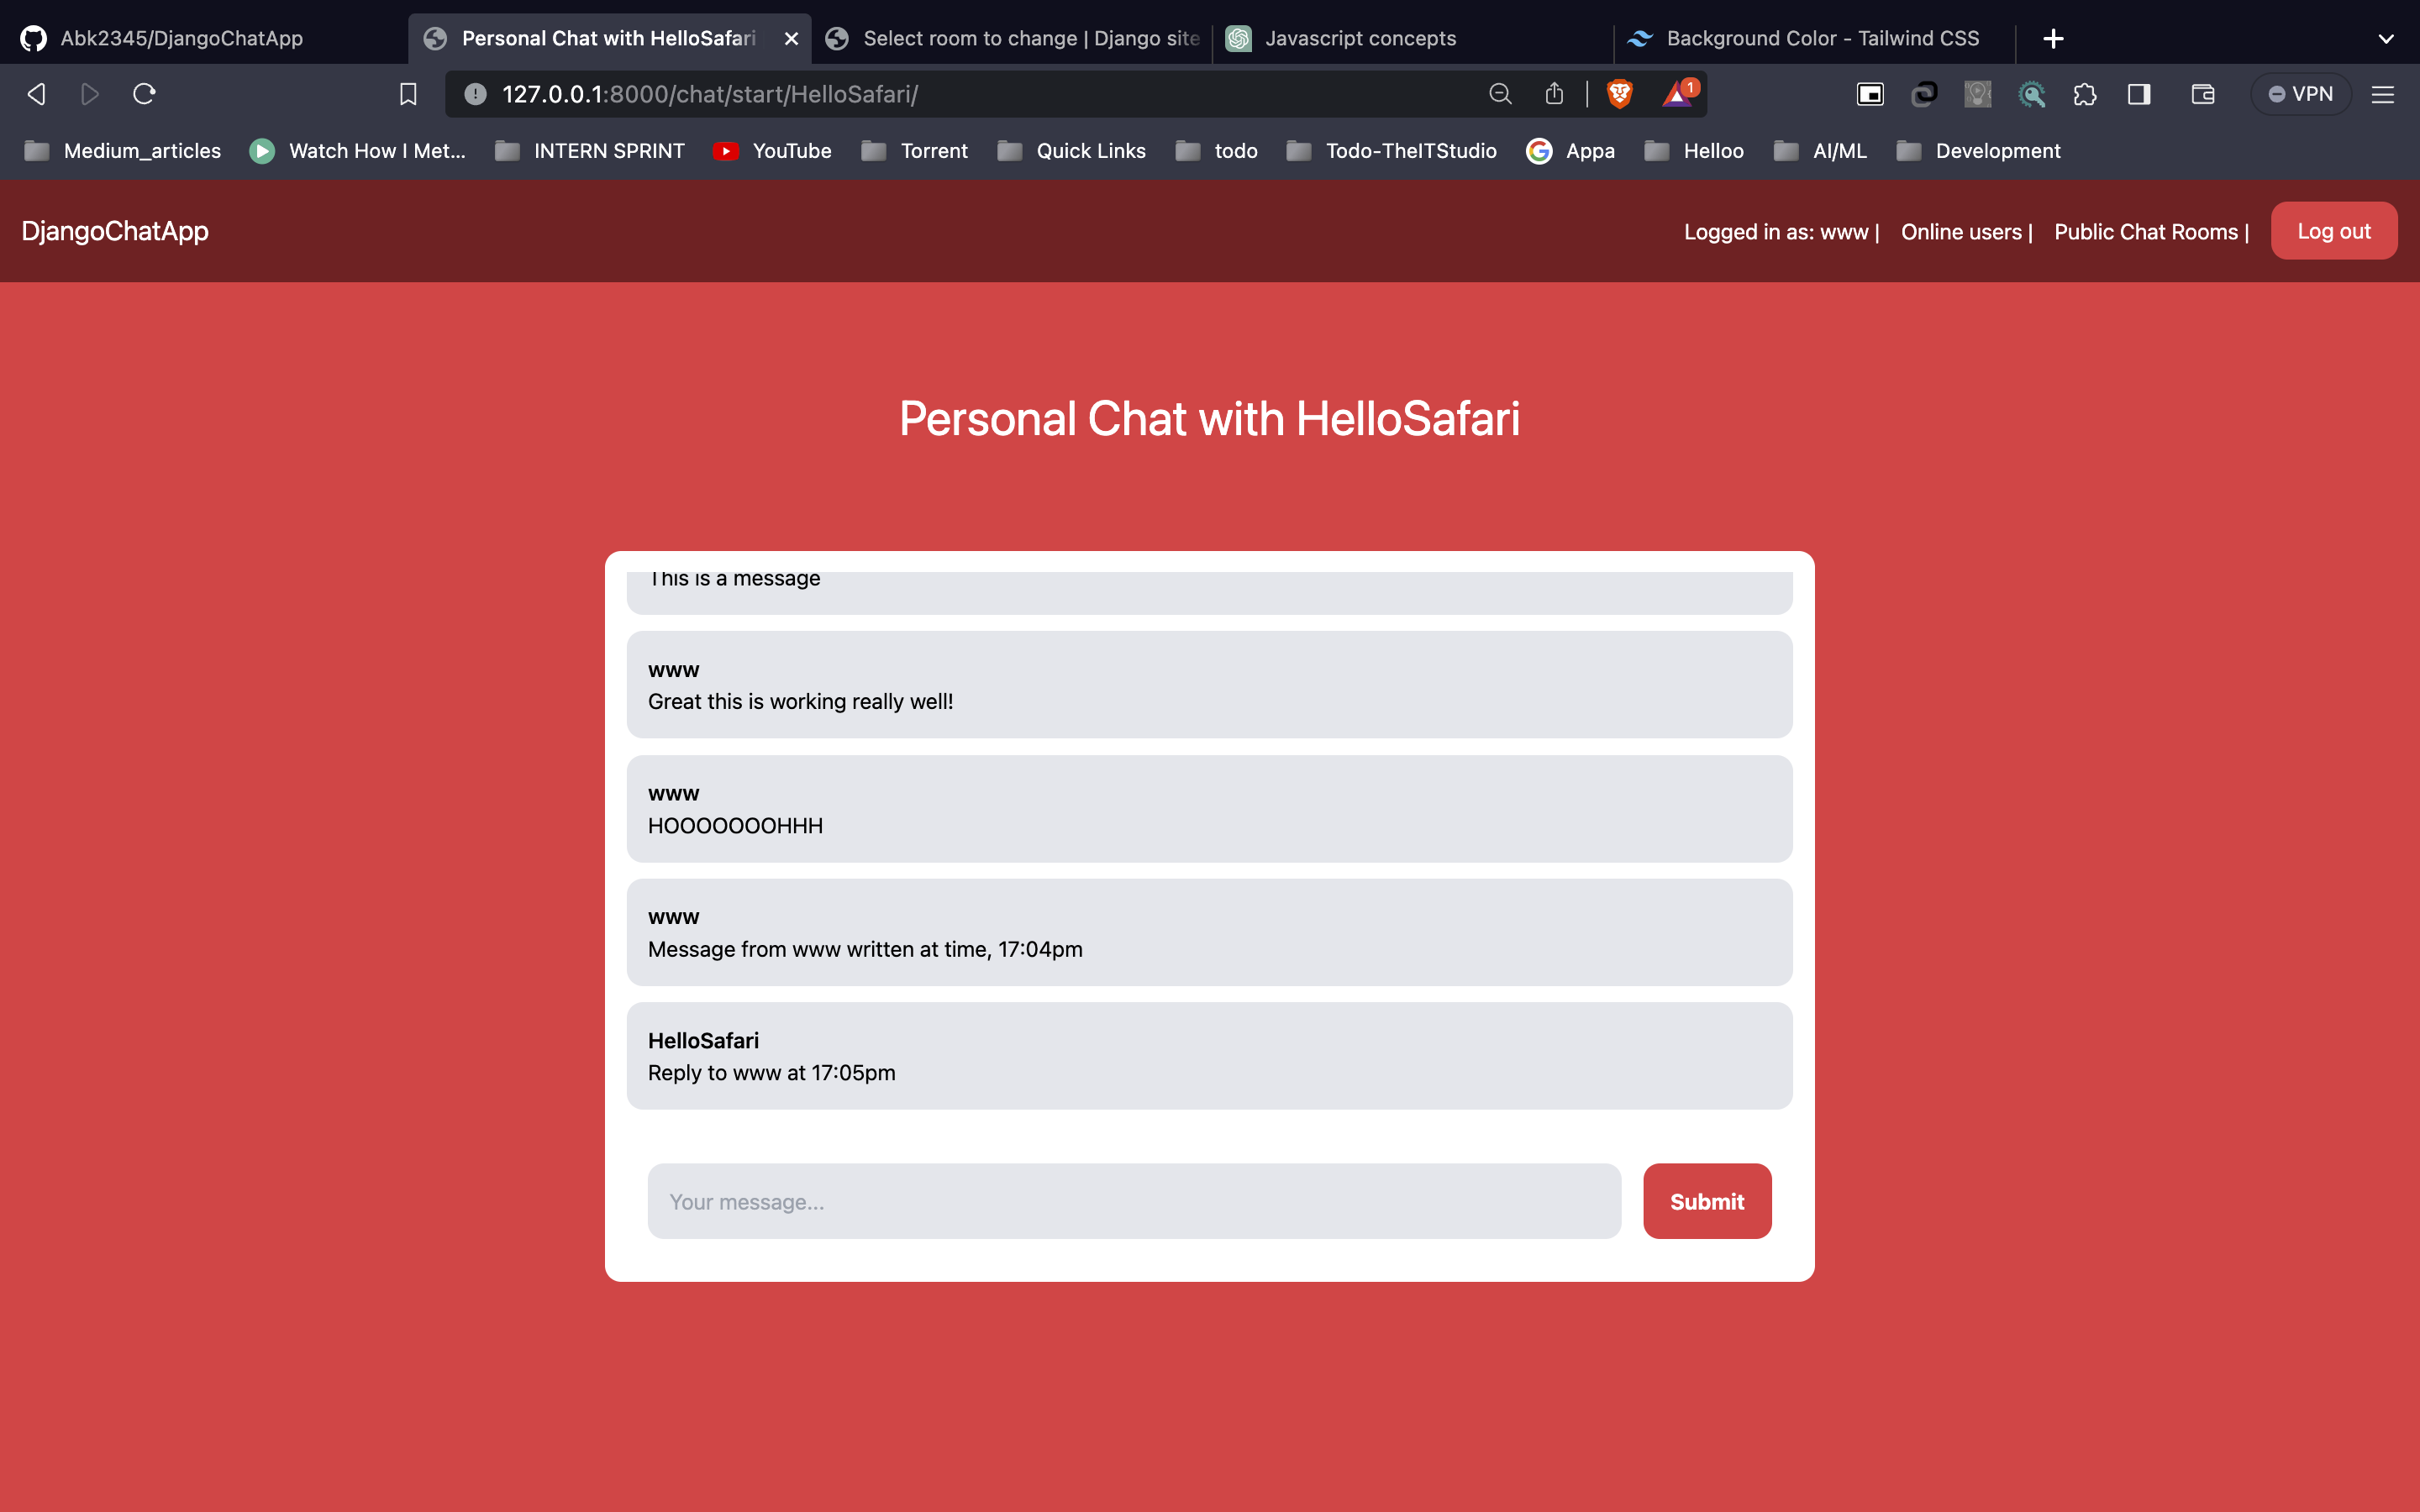 Abk2345/DjangoChatApp
Personal Chat with HelloSafari
Select room to change | Django site
Javascript concepts
Background Color - Tailwind CSS
127.0.0.1:8000/chat/start/HelloSafari/
1
VPN
Medium_articles
Watch How I Met...
INTERN SPRINT
YouTube
Torrent
Quick Links
todo
Todo-TheITStudio
Appa
Helloo
AI/ML
Development
DjangoChatApp
Logged in as: www |
Online users |
Public Chat Rooms |
Log out
Personal Chat with HelloSafari
This is a message
www
Great this is working really well!
www
HOOOOOOOHHH
www
Message from www written at time, 17:04pm
HelloSafari
Reply to www at 17:05pm
Your message...
Submit